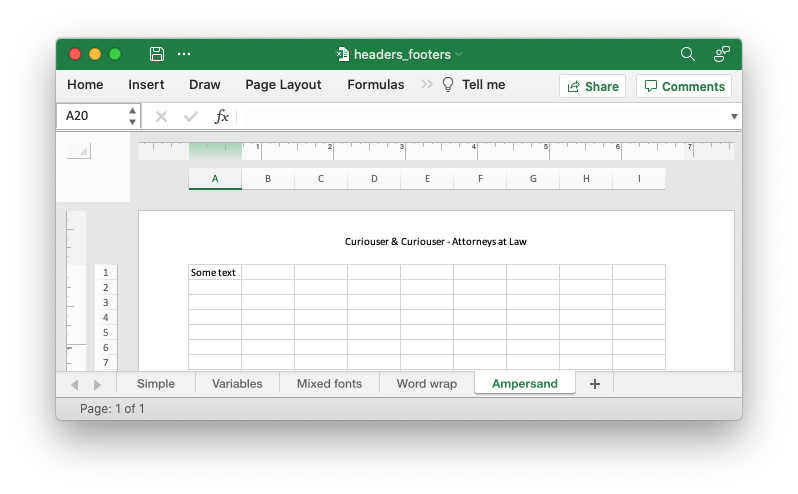 headers_footers
Home Insert Draw Page Layout Formulas Tell me Share Comments
A20 fx
1 2 3 4 5 6 7
A B C D E F G H I
Curiouser & Curiouser - Attorneys at Law
1 Some text
2
3
4
5
6
7
Simple Variables Mixed fonts Word wrap Ampersand +
Page: 1 of 1